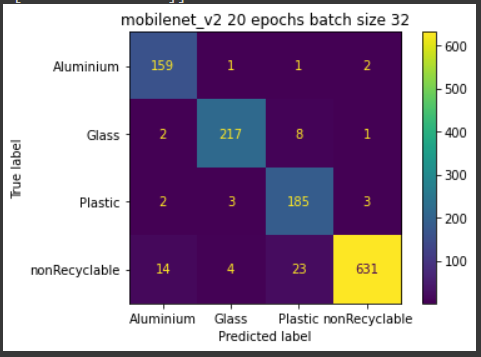 mobilenet_v2 20 epochs batch size 32
Aluminium 159 1 1 2
Glass 2 217 8 1
Plastic 2 3 185 3
nonRecyclable 14 4 23 631
Aluminium Glass Plastic nonRecyclable
Predicted label
True label
600
500
400
300
200
100